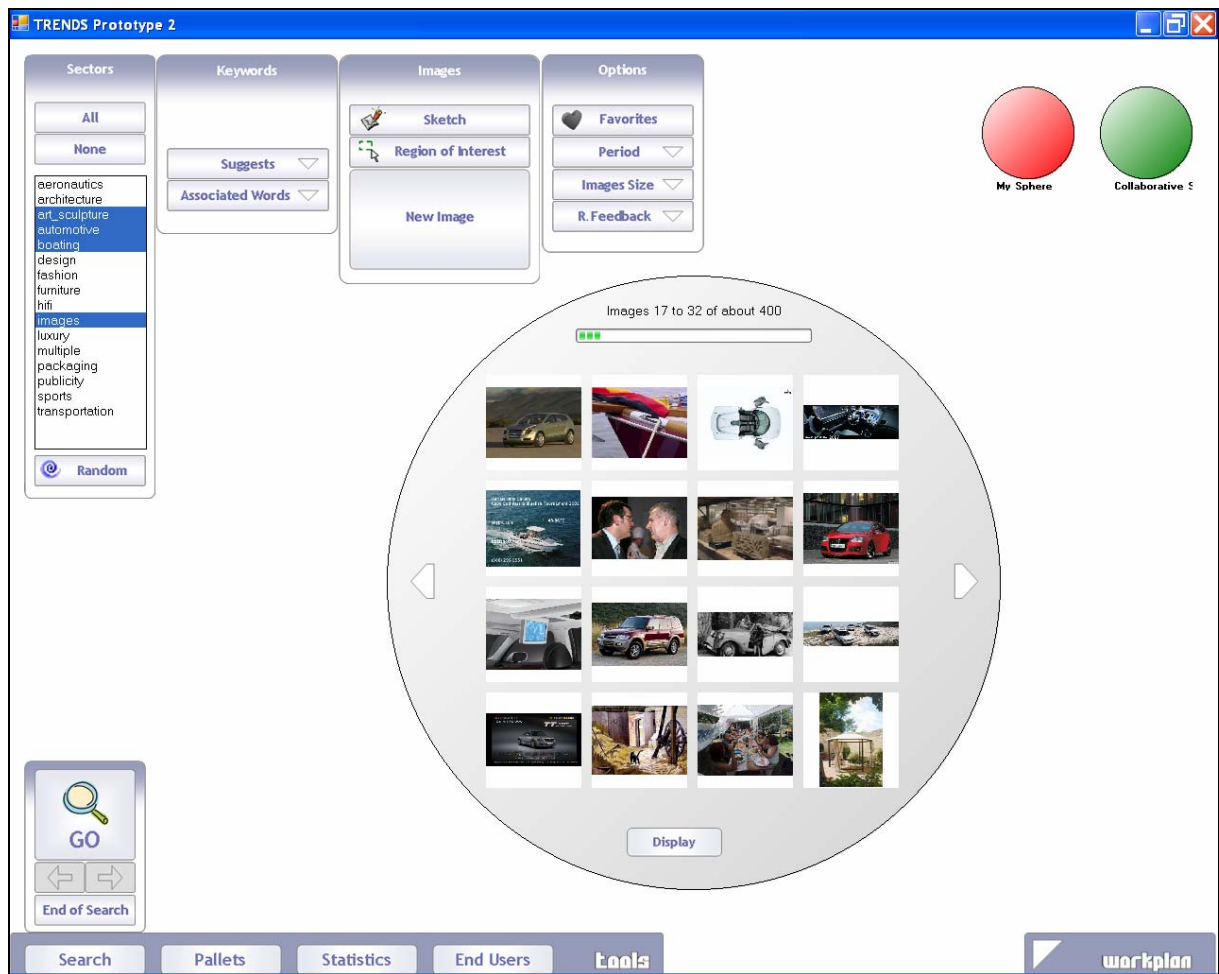 TRENDS Prototype 2
Sectors
Keywords
Images
Options
All
None
aeronautics
architecture
art_sculpture
automotive
boating
design
fashion
furniture
hifi
images
luxury
multiple
packaging
publicity
sports
transportation
Random
Suggests
Associated Words
Sketch
Region of Interest
New Image
Favorites
Period
Images Size
R. Feedback
My Sphere
Collaborative S
Images 17 to 32 of about 400
Display
GO
End of Search
Search
Pallets
Statistics
End Users
tools
workplan